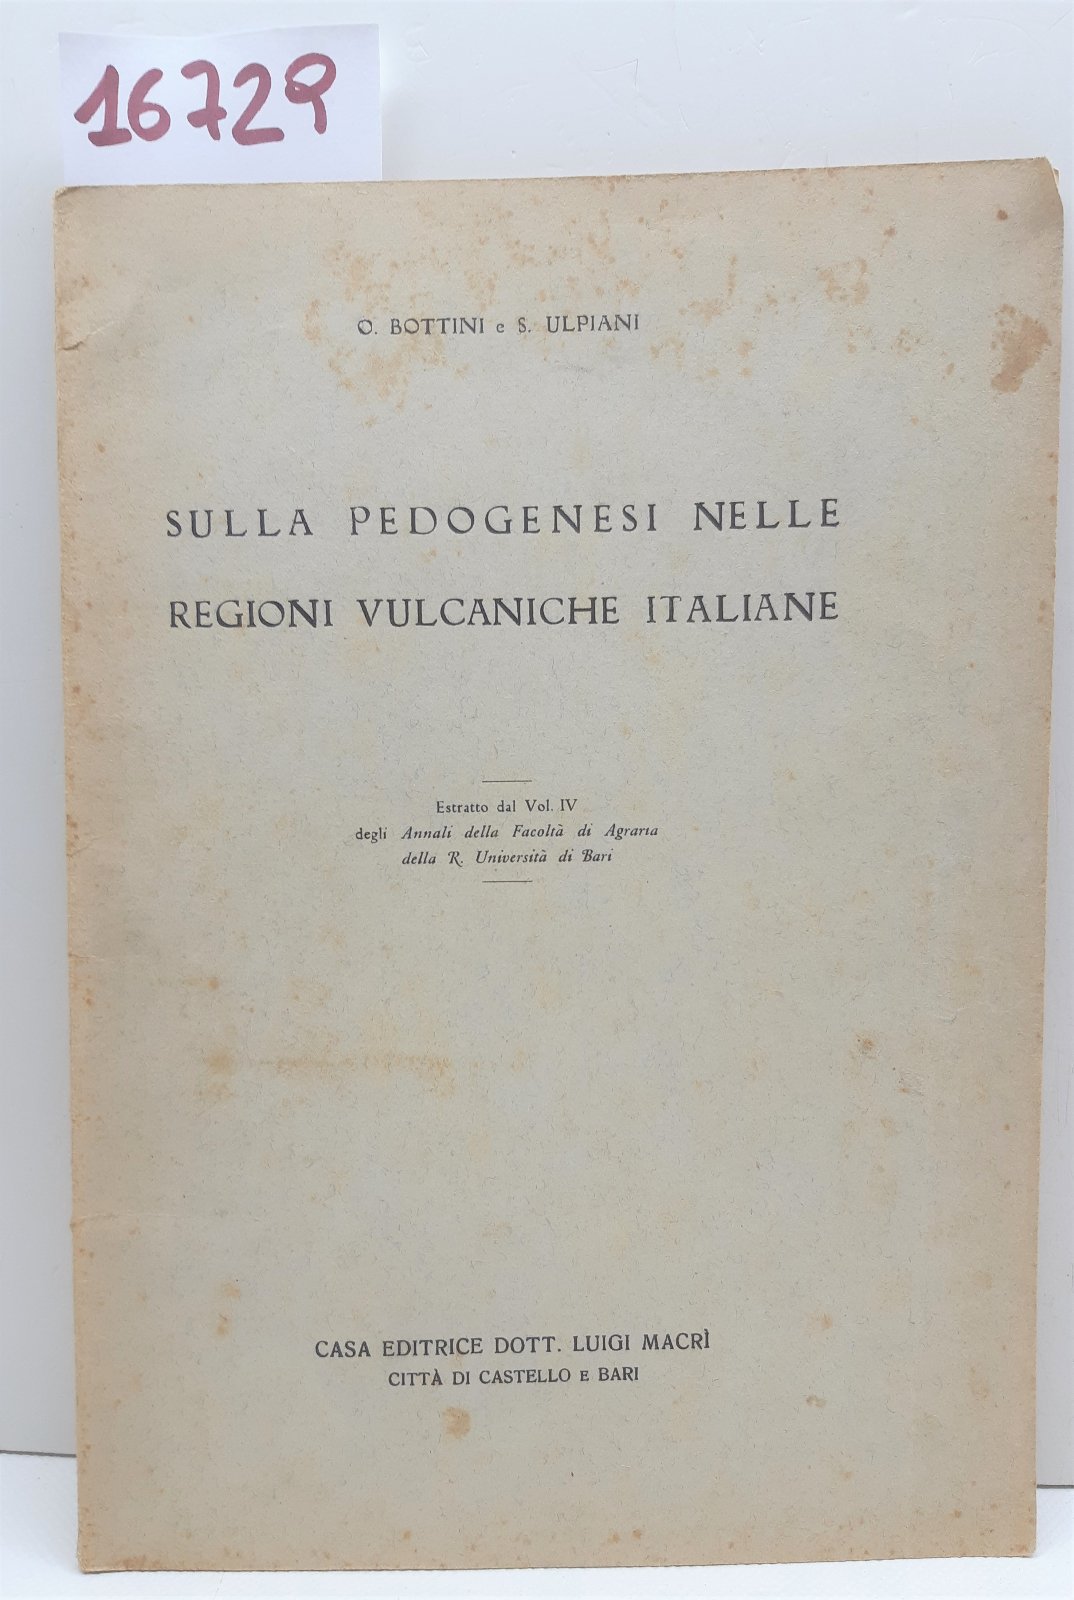 16729
O. BOTTINI e S. ULPIANI
SULLA PEDOGENESI NELLE
REGIONI VULCANICHE ITALIANE
Estratto dal Vol. IV
degli Annali della Facoltà di Agraria
della R. Università di Bari
CASA EDITRICE DOTT. LUIGI MACRÌ
CITTÀ DI CASTELLO E BARI